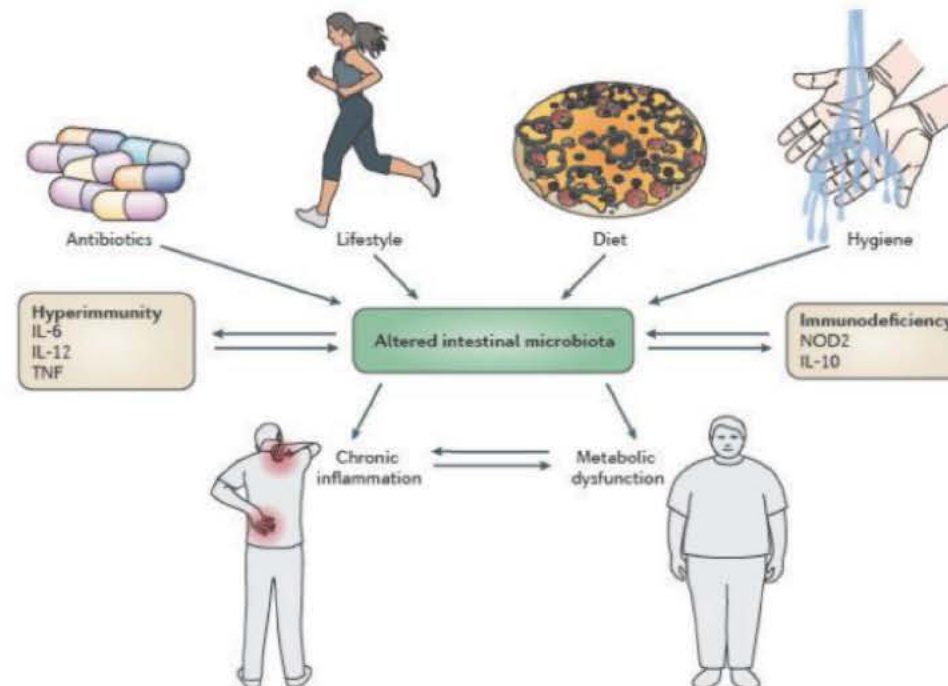 Antibiotics
Lifestyle
Diet
Hygiene
Hyperimmunity
IL-6
IL-12
TNF
Altered intestinal microbiota
Immunodeficiency
NOD2
IL-10
Chronic
inflammation
Metabolic
dysfunction